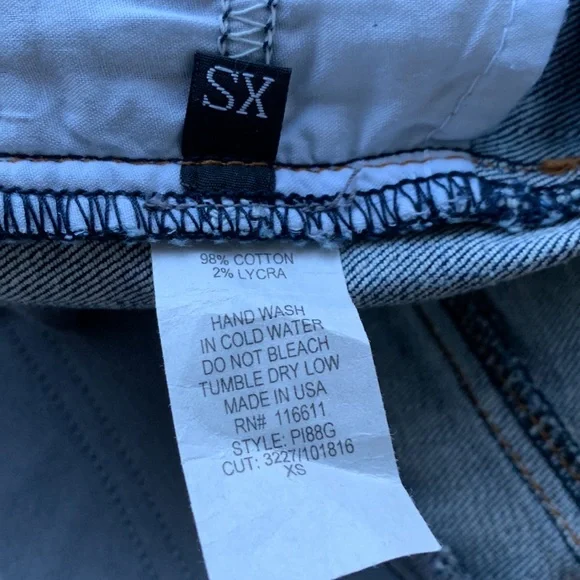 XS
98% COTTON
2% LYCRA
HAND WASH
IN COLD WATER
DO NOT BLEACH
TUMBLE DRY LOW
MADE IN USA
RN# 116611
STYLE: PI88G
CUT: 3227/101816
XS